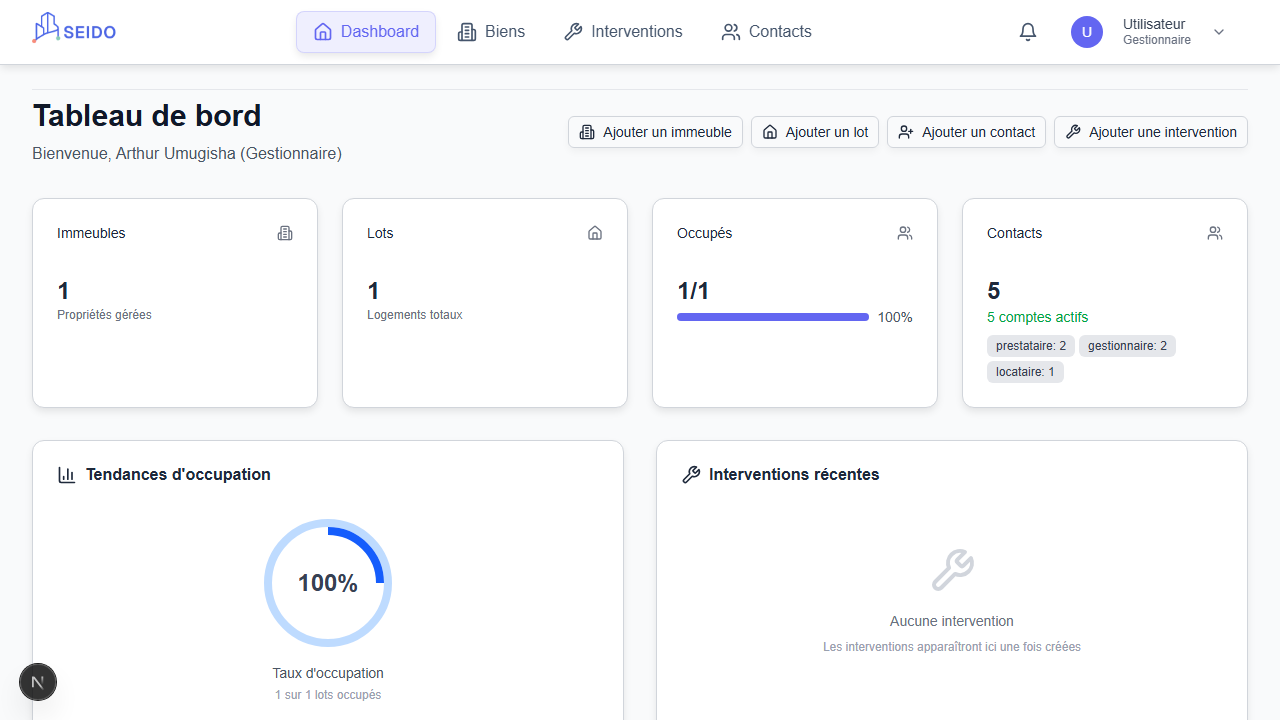 SEIDO
Dashboard
Biens
Interventions
Contacts
U
Utilisateur
Gestionnaire
Tableau de bord
Bienvenue, Arthur Umugisha (Gestionnaire)
Ajouter un immeuble
Ajouter un lot
Ajouter un contact
Ajouter une intervention
Immeubles
1
Propriétés gérées
Lots
1
Logements totaux
Occupés
1/1
100%
Contacts
5
5 comptes actifs
prestataire: 2
gestionnaire: 2
locataire: 1
Tendances d'occupation
100%
Taux d'occupation
1 sur 1 lots occupés
Interventions récentes
Aucune intervention
Les interventions apparaîtront ici une fois créées
N